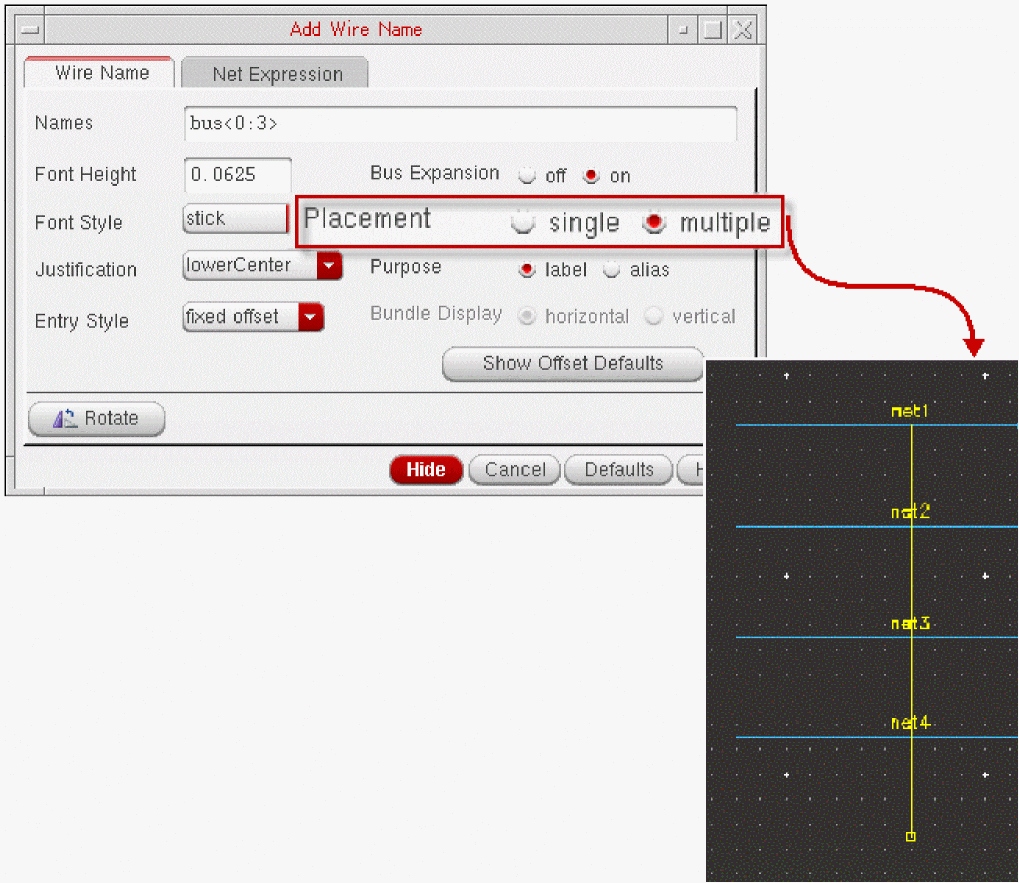 Add Wire Name
Wire Name
Net Expression
Names
bus<0:3>
Font Height
0.0625
Bus Expansion
off
on
Font Style
stick
Placement
single
multiple
Justification
lowerCenter
Purpose
label
alias
Entry Style
fixed offset
Bundle Display
horizontal
vertical
Show Offset Defaults
Rotate
Hide
Cancel
Defaults
net1
net2
net3
net4